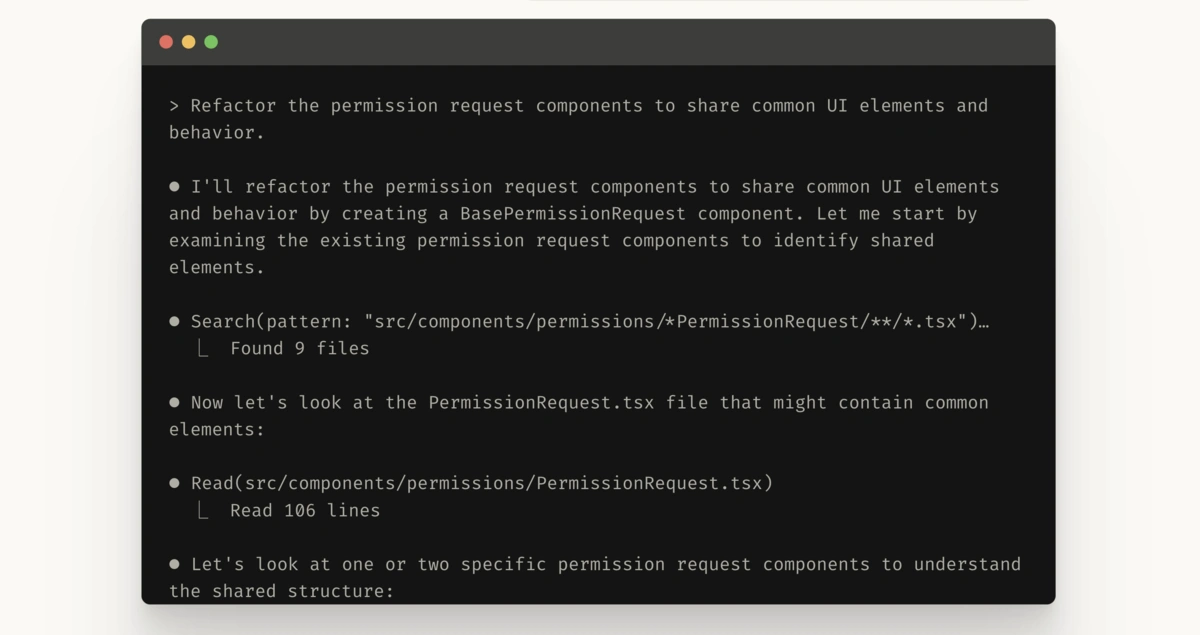 > Refactor the permission request components to share common UI elements and
behavior.
● I'll refactor the permission request components to share common UI elements
and behavior by creating a BasePermissionRequest component. Let me start by
examining the existing permission request components to identify shared
elements.
● Search(pattern: "src/components/permissions/*PermissionRequest/**/*.tsx")…
⎿ Found 9 files
● Now let's look at the PermissionRequest.tsx file that might contain common
elements:
● Read(src/components/permissions/PermissionRequest.tsx)
⎿ Read 106 lines
● Let's look at one or two specific permission request components to understand
the shared structure: